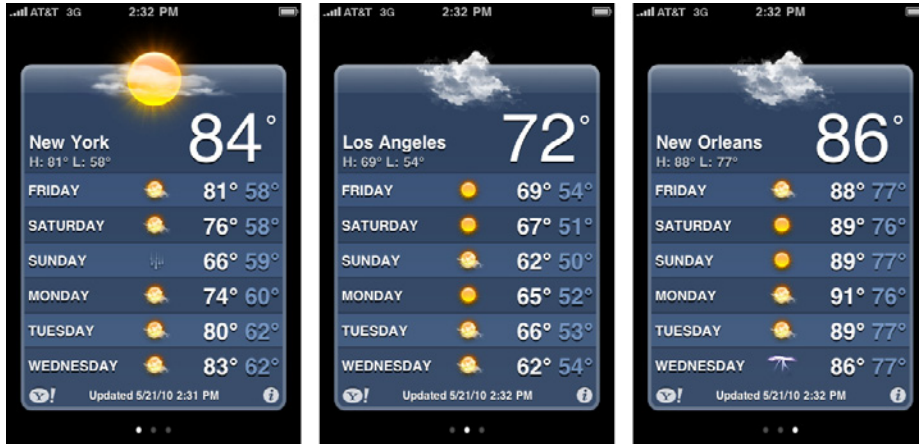 AT&T 3G 2:32 PM
84°
New York
H: 81° L: 58°
FRIDAY 81° 58°
SATURDAY 76° 58°
SUNDAY 66° 59°
MONDAY 74° 60°
TUESDAY 80° 62°
WEDNESDAY 83° 62°
Y! Updated 5/21/10 2:31 PM i
AT&T 3G 2:32 PM
72°
Los Angeles
H: 69° L: 54°
FRIDAY 69° 54°
SATURDAY 67° 51°
SUNDAY 62° 50°
MONDAY 65° 52°
TUESDAY 66° 53°
WEDNESDAY 62° 54°
Y! Updated 5/21/10 2:32 PM i
AT&T 3G 2:32 PM
86°
New Orleans
H: 88° L: 77°
FRIDAY 88° 77°
SATURDAY 89° 76°
SUNDAY 89° 77°
MONDAY 91° 76°
TUESDAY 89° 77°
WEDNESDAY 86° 77°
Y! Updated 5/21/10 2:32 PM i